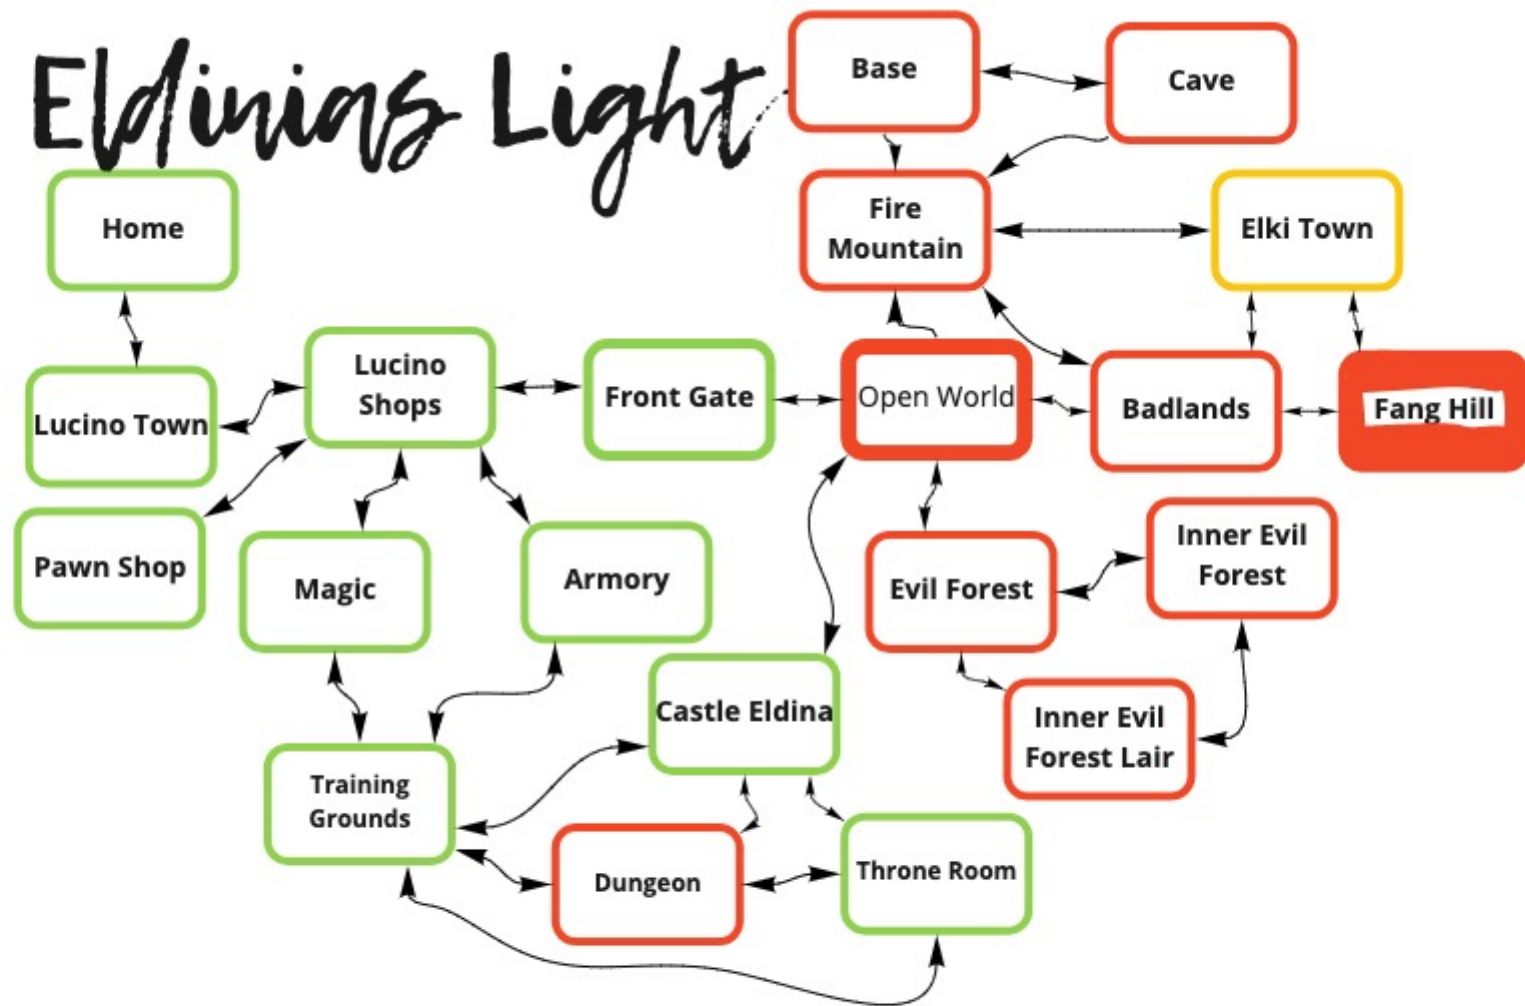 Eldinias Light
Base
Cave
Home
Fire
Mountain
Elki Town
Lucino Town
Lucino
Shops
Front Gate
Open World
Badlands
Fang Hill
Pawn Shop
Magic
Armory
Evil Forest
Inner Evil
Forest
Castle Eldina
Inner Evil
Forest Lair
Training
Grounds
Dungeon
Throne Room